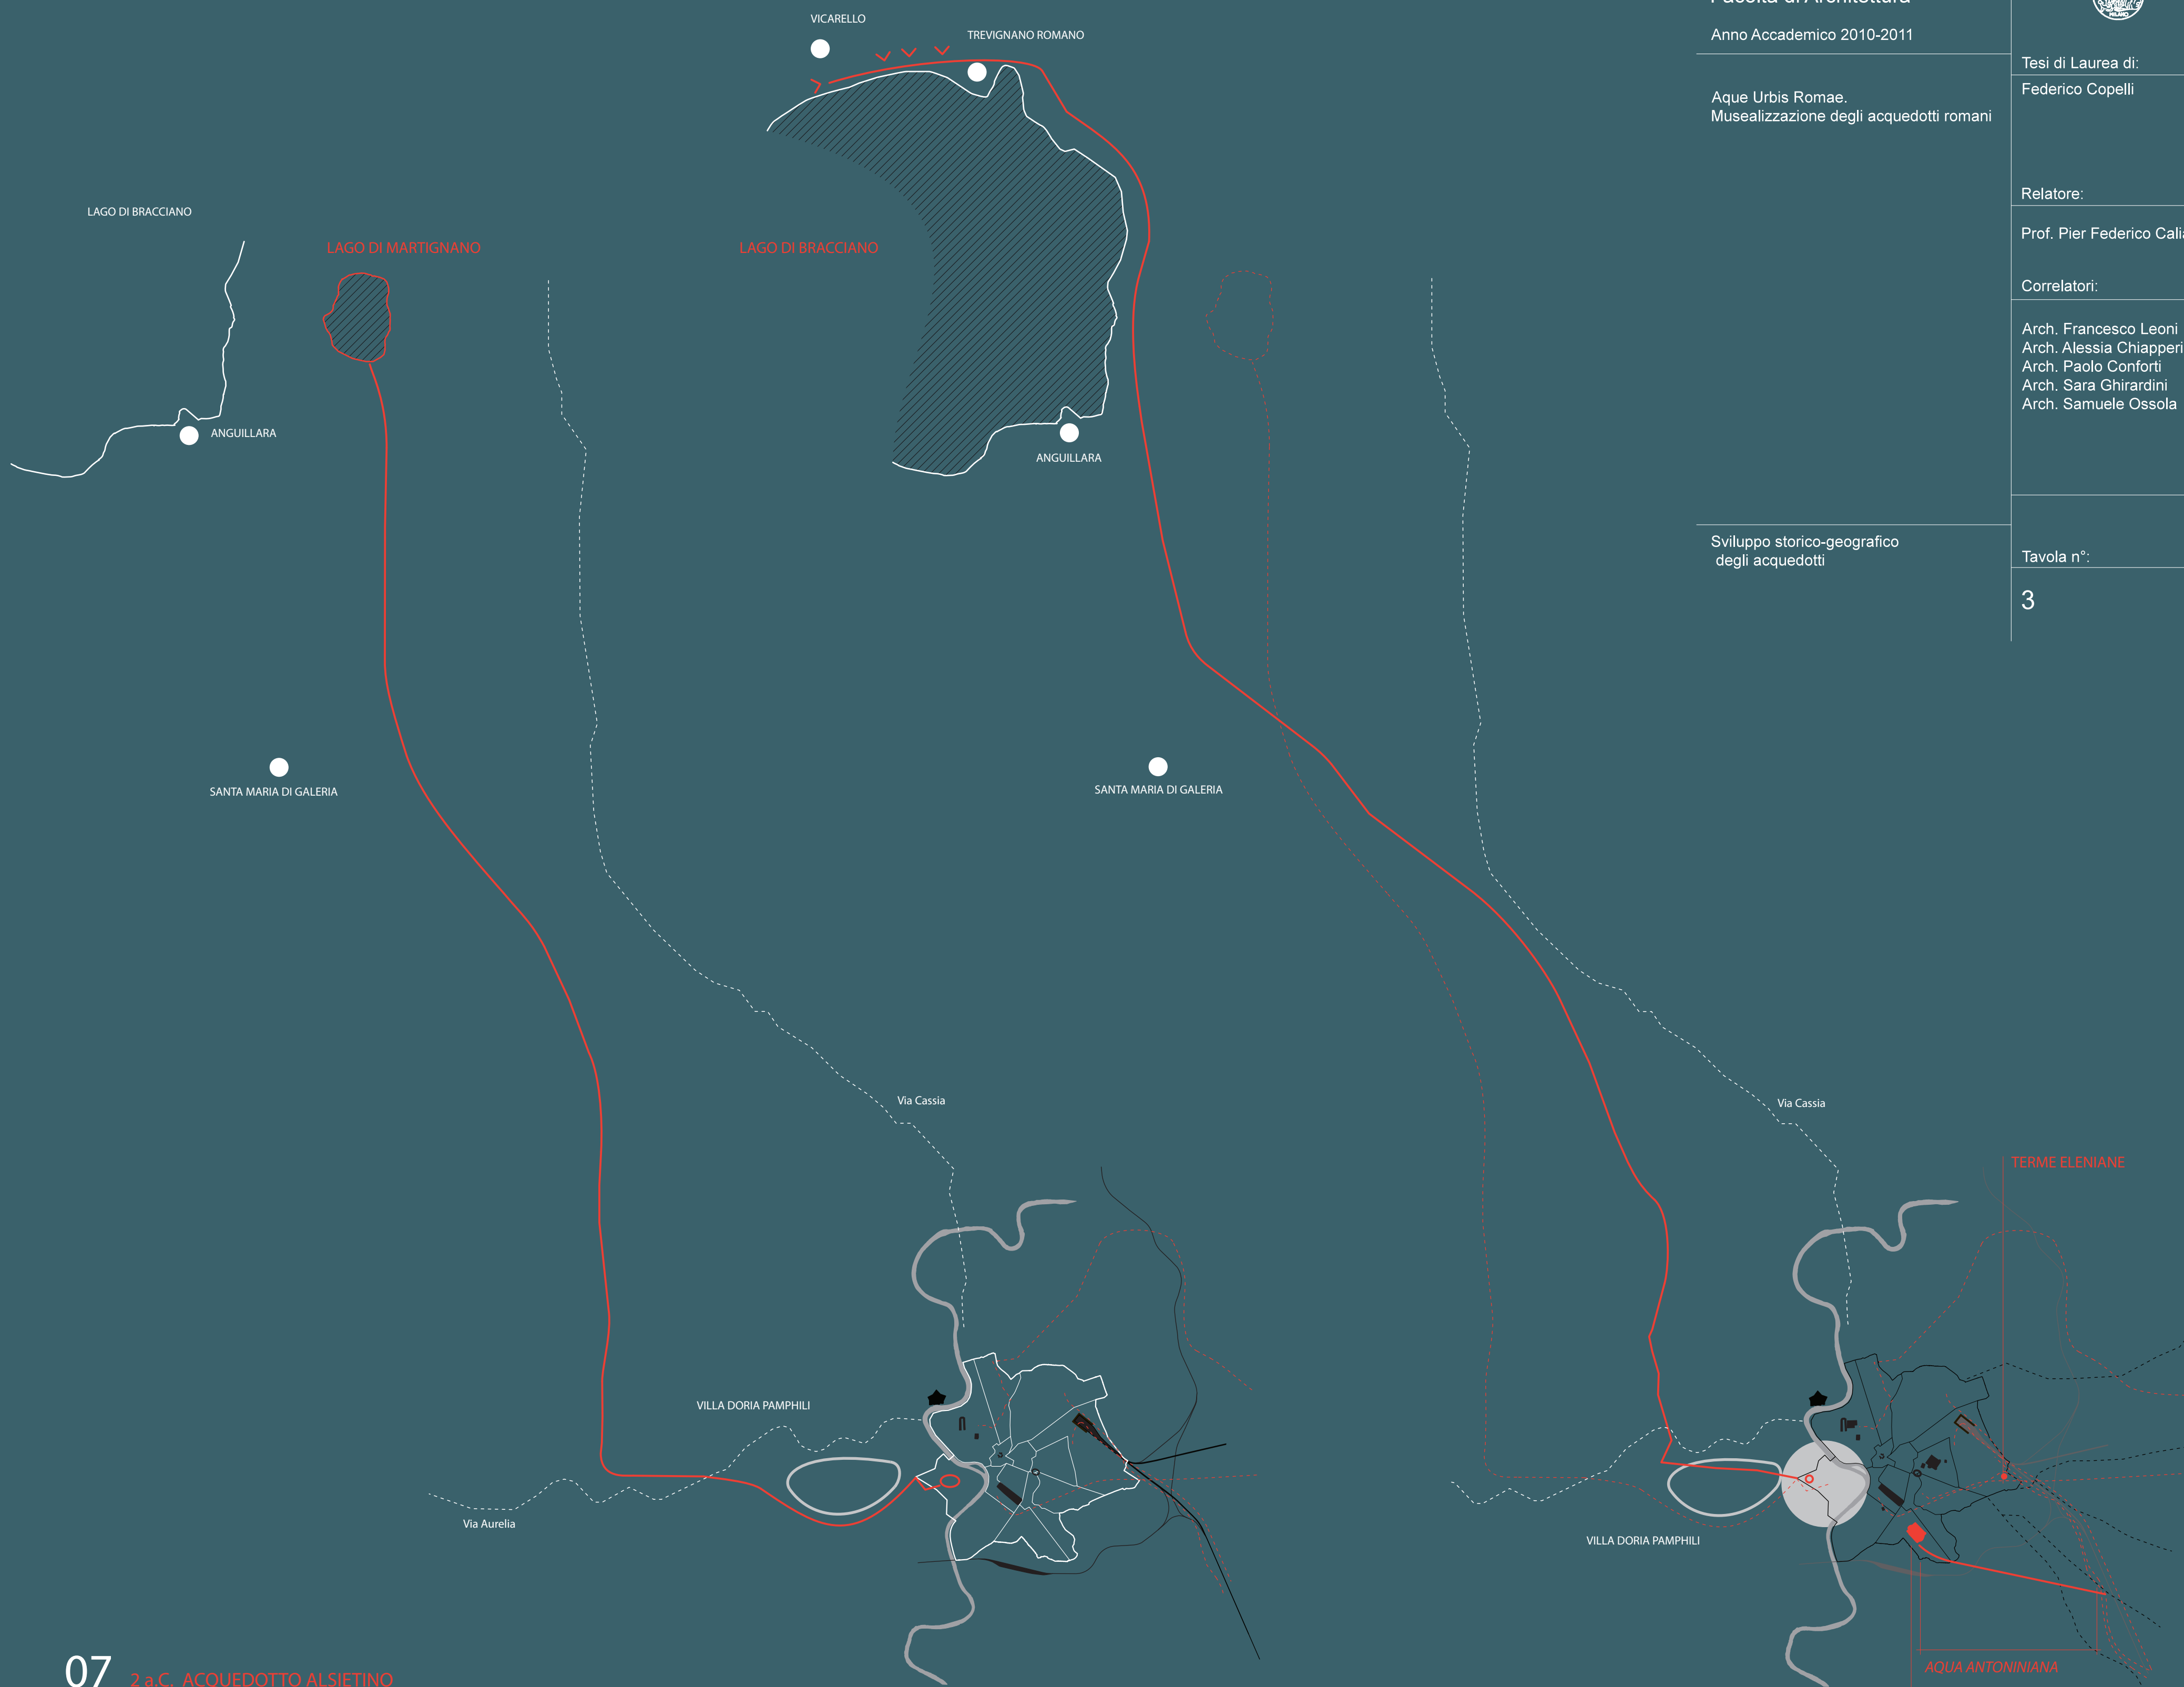 VICARELLO
TREVIGNANO ROMANO
LAGO DI BRACCIANO
LAGO DI MARTIGNANO
LAGO DI BRACCIANO
ANGUILLARA
ANGUILLARA
SANTA MARIA DI GALERIA
SANTA MARIA DI GALERIA
Via Cassia
Via Cassia
TERME ELENIANE
VILLA DORIA PAMPHILI
Via Aurelia
VILLA DORIA PAMPHILI
AQUA ANTONINIANA
07 2 a.C. ACQUEDOTTO ALSIETINO
Facoltà di Architettura
Anno Accademico 2010-2011
Aque Urbis Romae.
Musealizzazione degli acquedotti romani
Sviluppo storico-geografico
degli acquedotti
MILANO
Tesi di Laurea di:
Federico Copelli
Relatore:
Prof. Pier Federico
Correlatori:
Arch. Francesco Leoni
Arch. Alessia Chiapperi
Arch. Paolo Conforti
Arch. Sara Ghirardini
Arch. Samuele Ossola
Tavola n°:
3